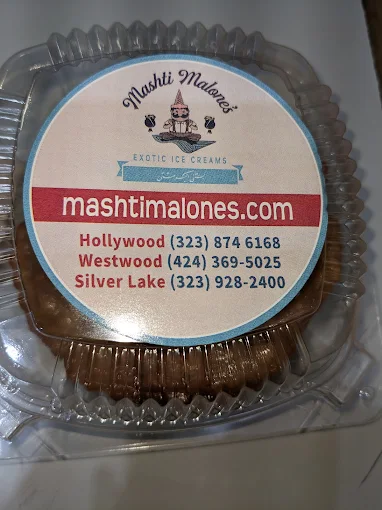 Mashti Malone's
EXOTIC ICE CREAMS
mashtimalones.com
Hollywood (323) 874 6168
Westwood (424) 369-5025
Silver Lake (323) 928-2400